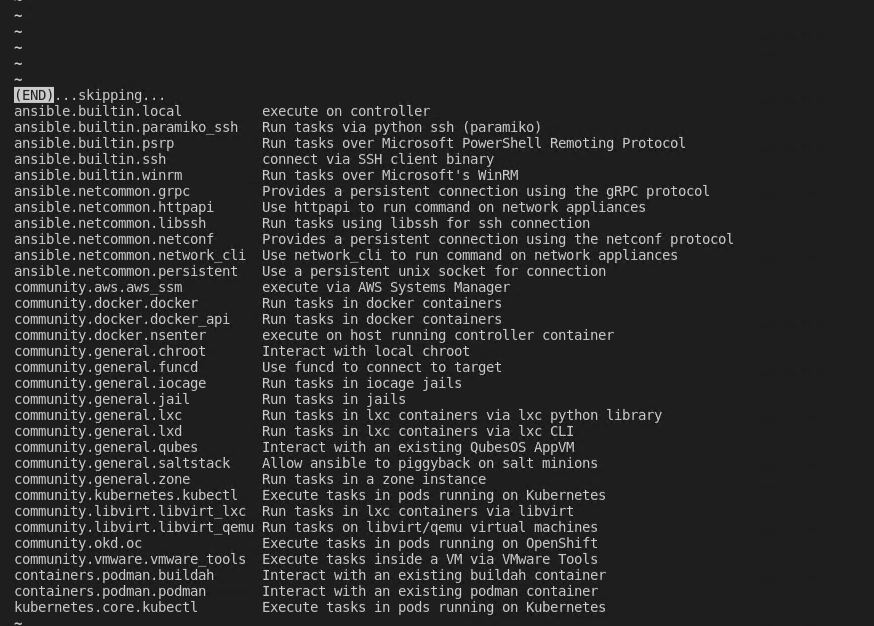 ~
~
~
~
~
~
(END)...skipping...
ansible.builtin.local          execute on controller
ansible.builtin.paramiko_ssh   Run tasks via python ssh (paramiko)
ansible.builtin.psrp           Run tasks over Microsoft PowerShell Remoting Protocol
ansible.builtin.ssh            connect via SSH client binary
ansible.builtin.winrm          Run tasks over Microsoft's WinRM
ansible.netcommon.grpc         Provides a persistent connection using the gRPC protocol
ansible.netcommon.httpapi      Use httpapi to run command on network appliances
ansible.netcommon.libssh       Run tasks using libssh for ssh connection
ansible.netcommon.netconf      Provides a persistent connection using the netconf protocol
ansible.netcommon.network_cli  Use network_cli to run command on network appliances
ansible.netcommon.persistent   Use a persistent unix socket for connection
community.aws.aws_ssm          execute via AWS Systems Manager
community.docker.docker        Run tasks in docker containers
community.docker.docker_api    Run tasks in docker containers
community.docker.nsenter       execute on host running controller container
community.general.chroot       Interact with local chroot
community.general.funcd        Use funcd to connect to target
community.general.iocage       Run tasks in iocage jails
community.general.jail         Run tasks in jails
community.general.lxc          Run tasks in lxc containers via lxc python library
community.general.lxd          Run tasks in lxc containers via lxc CLI
community.general.qubes        Interact with an existing QubesOS AppVM
community.general.saltstack    Allow ansible to piggyback on salt minions
community.general.zone         Run tasks in a zone instance
community.kubernetes.kubectl   Execute tasks in pods running on Kubernetes
community.libvirt.libvirt_lxc  Run tasks in lxc containers via libvirt
community.libvirt.libvirt_qemu Run tasks on libvirt/qemu virtual machines
community.okd.oc               Execute tasks in pods running on OpenShift
community.vmware.vmware_tools  Execute tasks inside a VM via VMware Tools
containers.podman.buildah      Interact with an existing buildah container
containers.podman.podman       Interact with an existing podman container
kubernetes.core.kubectl        Execute tasks in pods running on Kubernetes
~